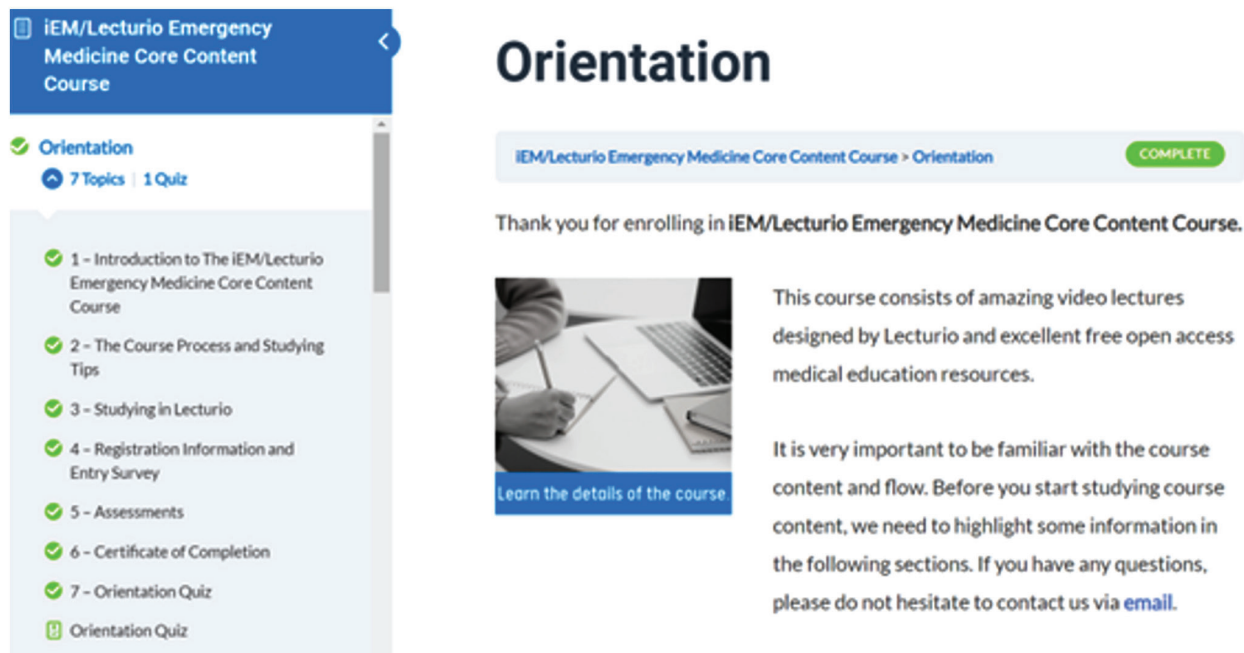 iEM/Lecturio Emergency
Medicine Core Content
Course
Orientation
7 Topics | 1 Quiz
1 – Introduction to The iEM/Lecturio
Emergency Medicine Core Content
Course
2 – The Course Process and Studying
Tips
3 – Studying in Lecturio
4 – Registration Information and
Entry Survey
5 – Assessments
6 – Certificate of Completion
7 – Orientation Quiz
Orientation Quiz
Orientation
iEM/Lecturio Emergency Medicine Core Content Course > Orientation
COMPLETE
Thank you for enrolling in iEM/Lecturio Emergency Medicine Core Content Course.
Learn the details of the course.
This course consists of amazing video lectures
designed by Lecturio and excellent free open access
medical education resources.
It is very important to be familiar with the course
content and flow. Before you start studying course
content, we need to highlight some information in
the following sections. If you have any questions,
please do not hesitate to contact us via email.